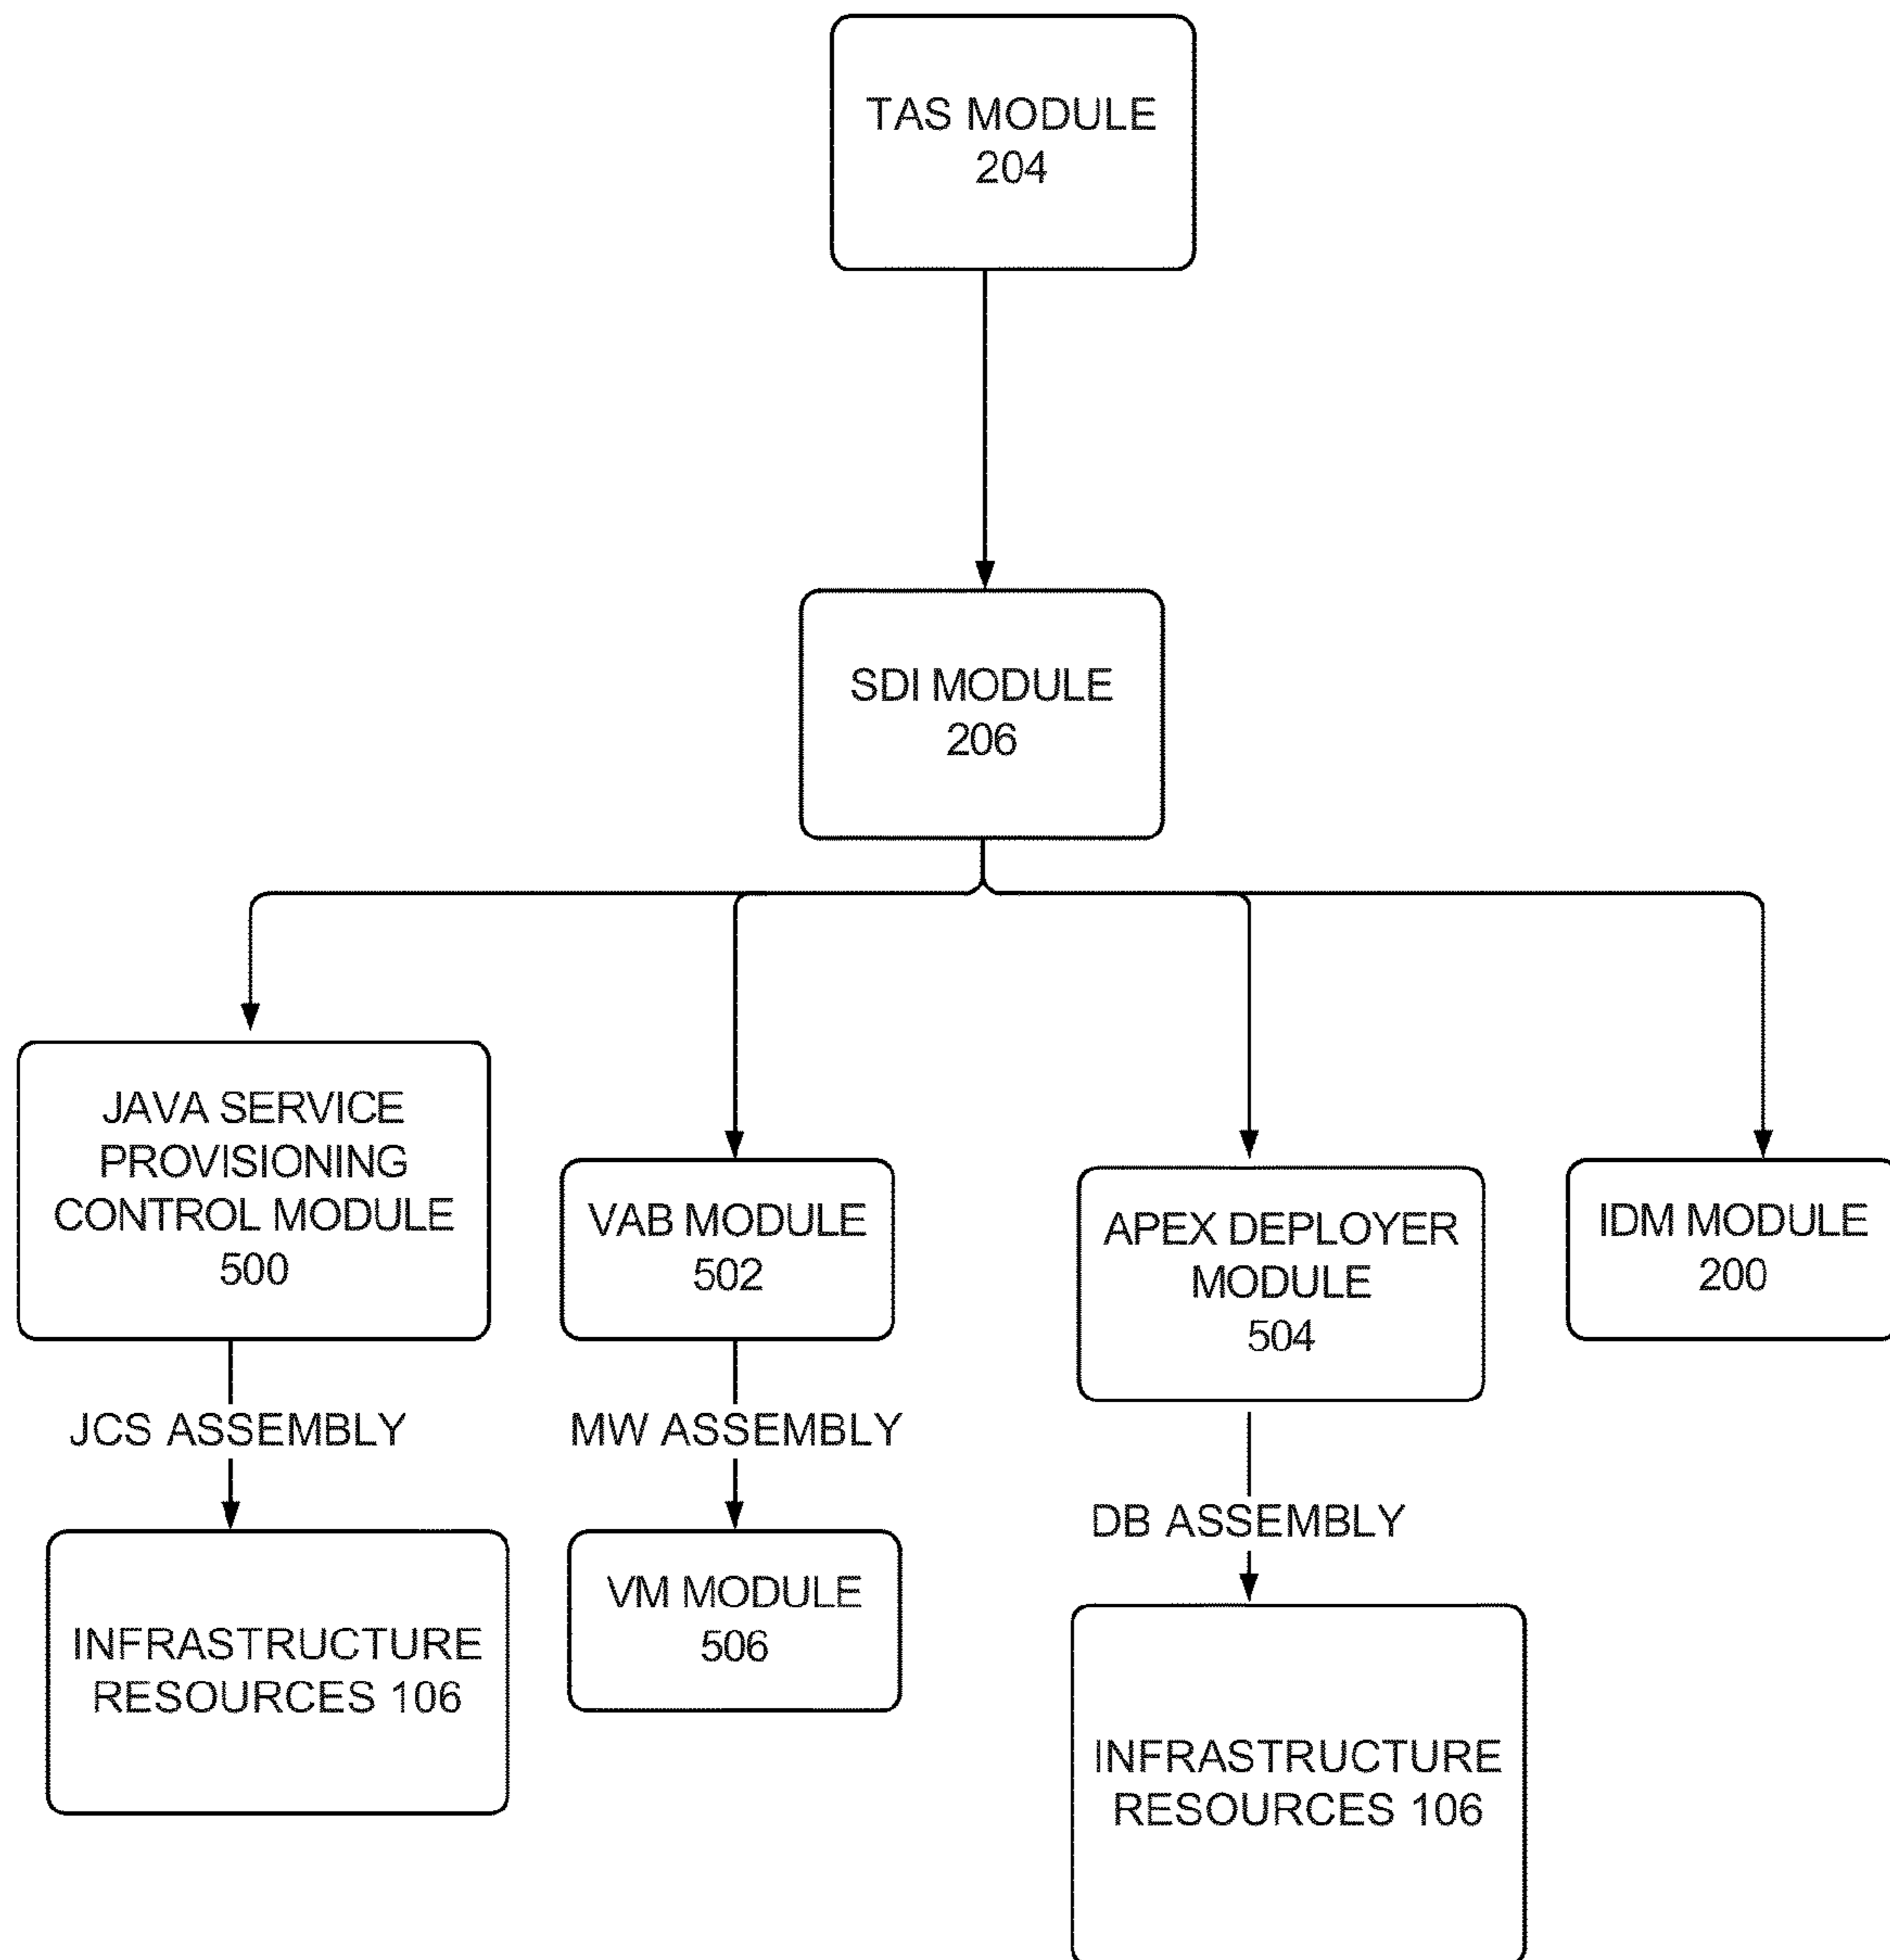 TAS MODULE
204
SDI MODULE
206
JAVA SERVICE
PROVISIONING
CONTROL MODULE
500
VAB MODULE
502
APEX DEPLOYER
MODULE
504
IDM MODULE
200
JCS ASSEMBLY
MW ASSEMBLY
DB ASSEMBLY
INFRASTRUCTURE
RESOURCES 106
VM MODULE
506
INFRASTRUCTURE
RESOURCES 106